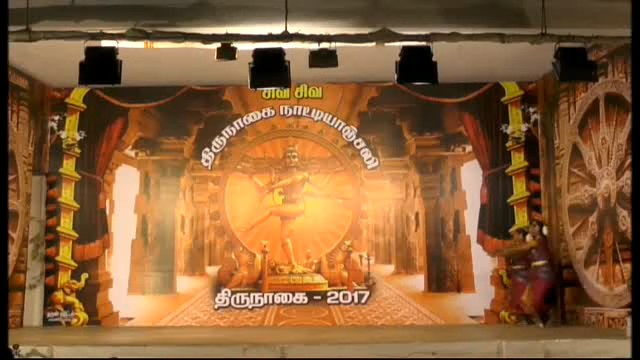 சிவ சிவ
திருநாகை நாட்டியாஞ்சலி
திருநாகை - 2017